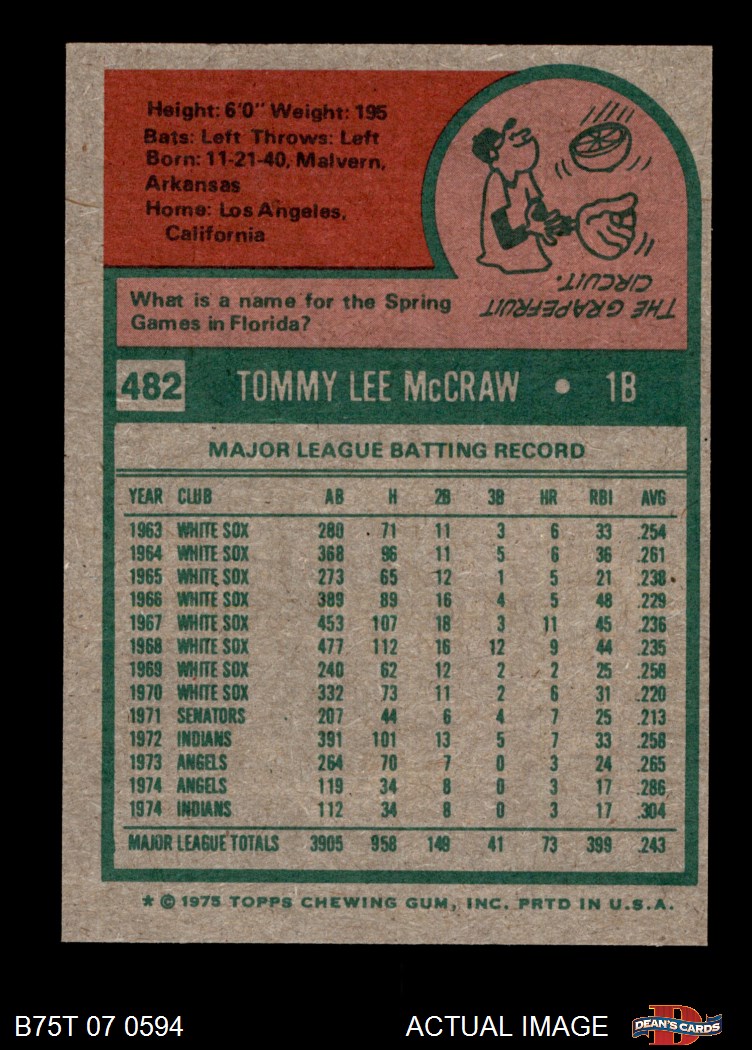 Height: 6'0" Weight: 195
Bats: Left Throws: Left
Born: 11-21-40, Malvern,
Arkansas
Home: Los Angeles,
California
What is a name for the Spring
Games in Florida?
THE GRAPEFRUIT
CIRCUIT.
482 TOMMY LEE McCRAW • 1B
MAJOR LEAGUE BATTING RECORD
YEAR CLUB AB H 2B 3B HR RBI AVG
1963 WHITE SOX 280 71 11 3 6 33 .254
1964 WHITE SOX 368 96 11 5 6 36 .261
1965 WHITE SOX 273 65 12 1 5 21 .238
1966 WHITE SOX 389 89 16 4 5 48 .229
1967 WHITE SOX 453 107 18 3 11 45 .236
1968 WHITE SOX 477 112 16 12 9 44 .235
1969 WHITE SOX 240 62 12 2 2 25 .258
1970 WHITE SOX 332 73 11 2 6 31 .220
1971 SENATORS 207 44 6 4 7 25 .213
1972 INDIANS 391 101 13 5 7 33 .258
1973 ANGELS 264 70 7 0 3 24 .265
1974 ANGELS 119 34 8 0 3 17 .286
1974 INDIANS 112 34 8 0 3 17 .304
MAJOR LEAGUE TOTALS 3905 958 149 41 73 399 .243
* © 1975 TOPPS CHEWING GUM, INC. PRTD IN U.S.A.
B75T 07 0594 ACTUAL IMAGE DEAN'S CARDS